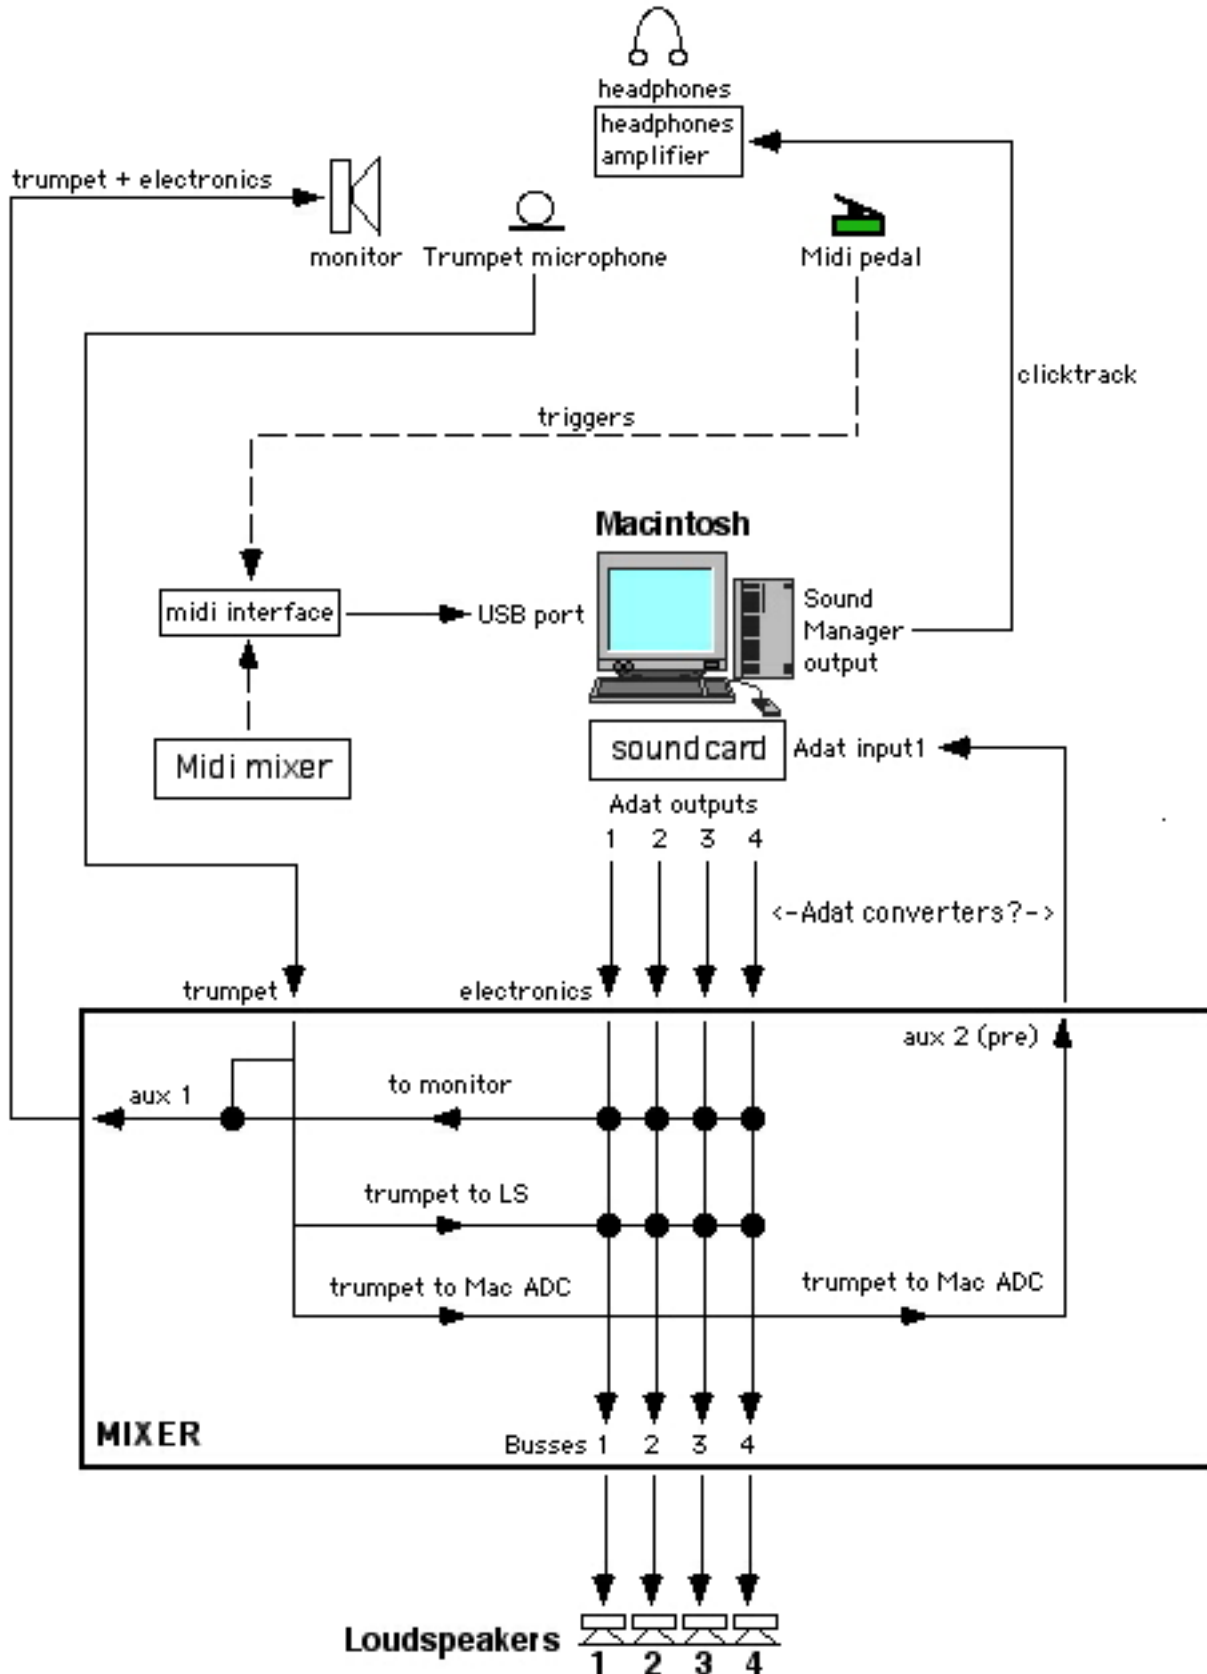 headphones
headphones
amplifier
trumpet + electronics
monitor
Trumpet microphone
Midi pedal
clicktrack
triggers
Macintosh
midi interface
USB port
Sound
Manager
output
Midi mixer
sound card
Adat input1
Adat outputs
1 2 3 4
<-Adat converters?->
trumpet
electronics
aux 2 (pre)
aux 1
to monitor
trumpet to LS
trumpet to Mac ADC
trumpet to Mac ADC
MIXER
Busses 1 2 3 4
Loudspeakers
1 2 3 4